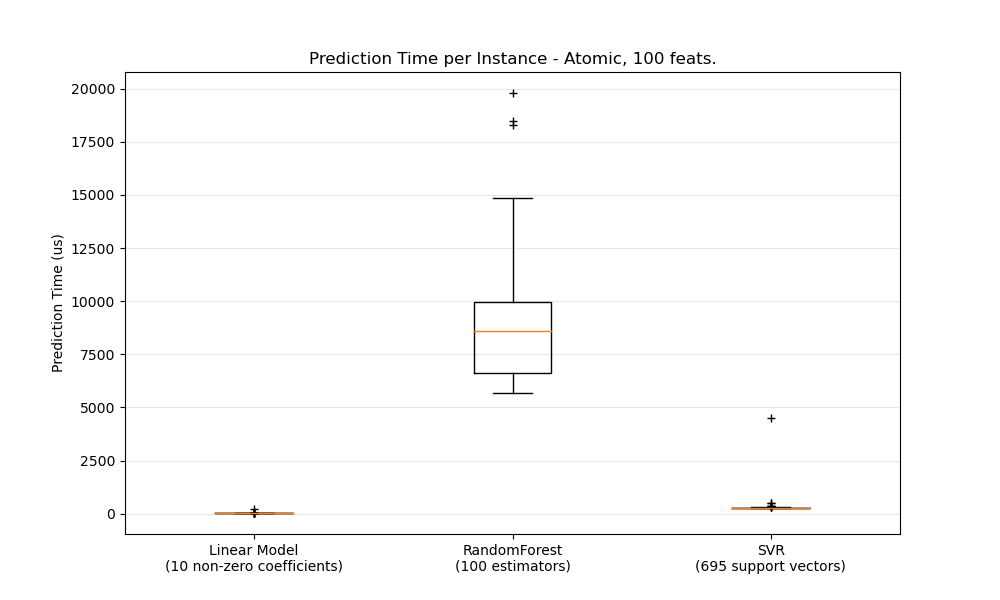 Prediction Time per Instance - Atomic, 100 feats.
Prediction Time (us)
20000
17500
15000
12500
10000
7500
5000
2500
0
Linear Model
(10 non-zero coefficients)
RandomForest
(100 estimators)
SVR
(695 support vectors)